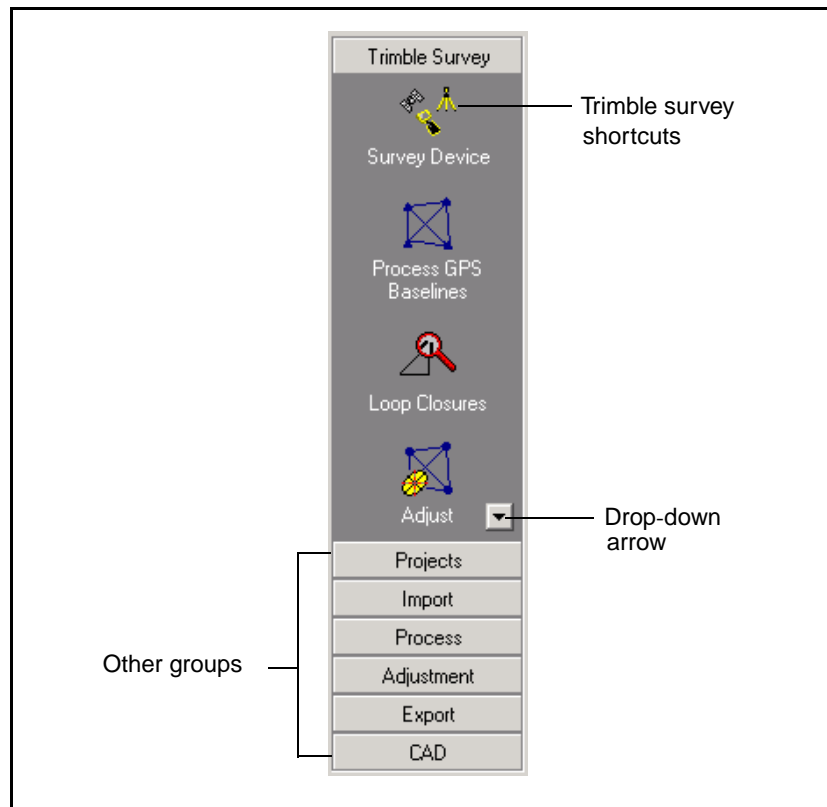 Trimble Survey
Trimble survey
shortcuts
Survey Device
Process GPS
Baselines
Loop Closures
Adjust
Drop-down
arrow
Projects
Import
Process
Other groups
Adjustment
Export
CAD